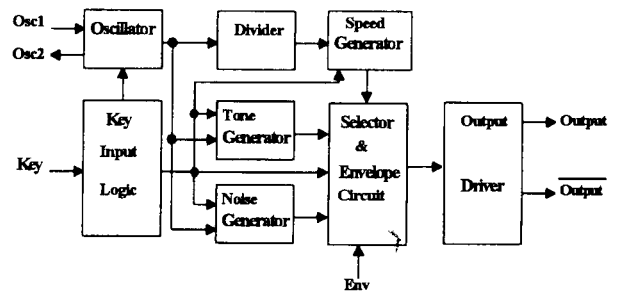 Osc1
Osc2
Oscillator
Divider
Speed
Generator
Key
Key
Input
Logic
Tone
Generator
Noise
Generator
Selector
&
Envelope
Circuit
Env
Output
Driver
Output
Output